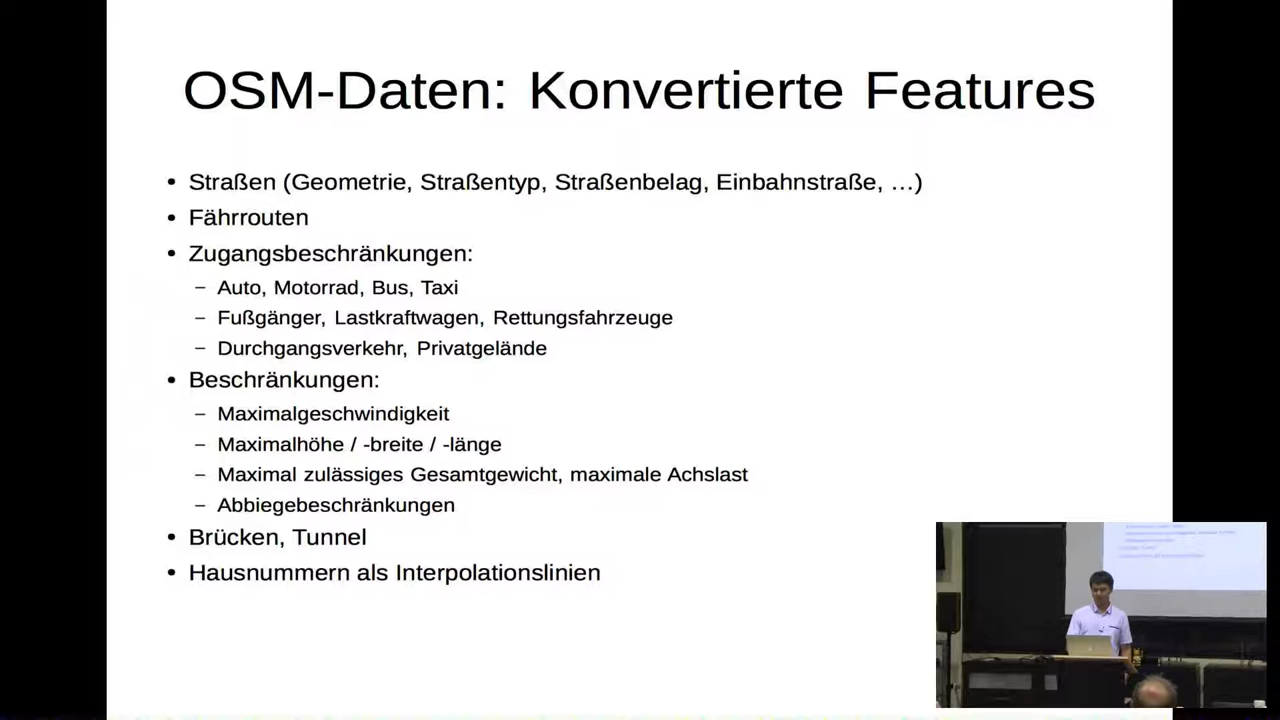 OSM-Daten: Konvertierte Features
• Straßen (Geometrie, Straßentyp, Straßenbelag, Einbahnstraße, …)
• Fährrouten
• Zugangsbeschränkungen:
– Auto, Motorrad, Bus, Taxi
– Fußgänger, Lastkraftwagen, Rettungsfahrzeuge
– Durchgangsverkehr, Privatgelände
• Beschränkungen:
– Maximalgeschwindigkeit
– Maximalhöhe / -breite / -länge
– Maximal zulässiges Gesamtgewicht, maximale Achslast
– Abbiegebeschränkungen
• Brücken, Tunnel
• Hausnummern als Interpolationslinien